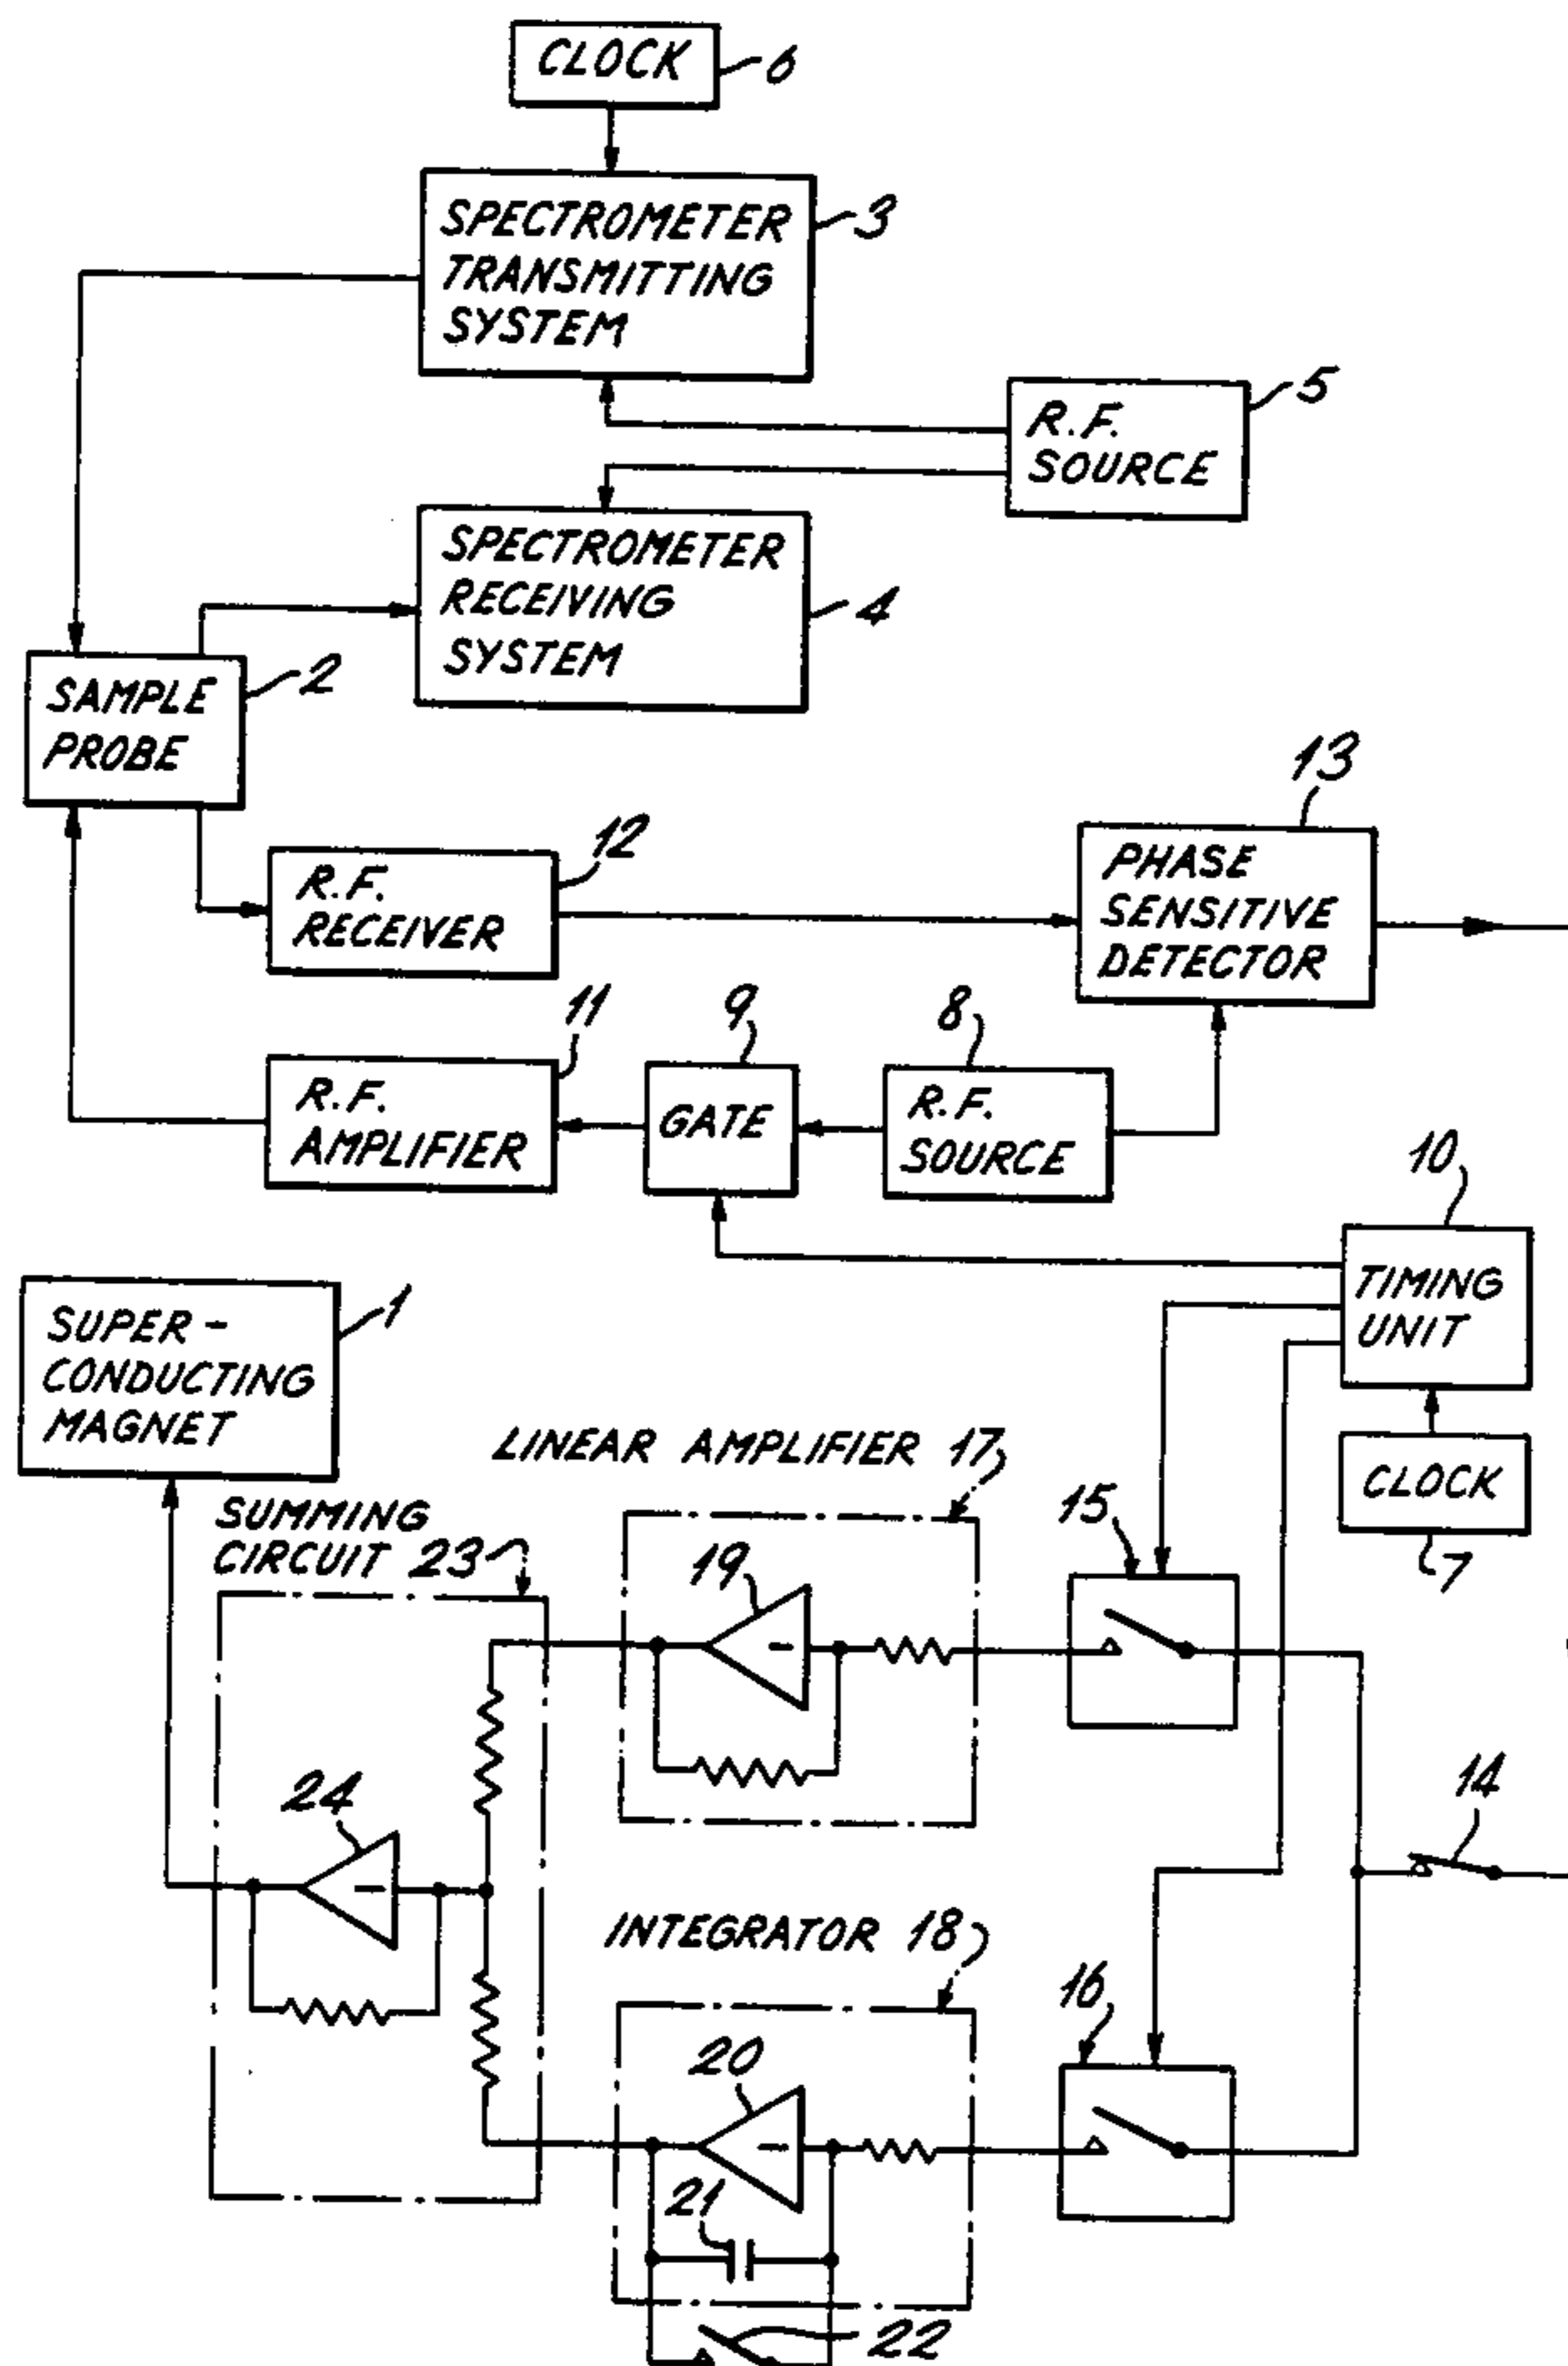 CLOCK
6
SPECTROMETER
TRANSMITTING
SYSTEM
3
R.F.
SOURCE
5
SPECTROMETER
RECEIVING
SYSTEM
4
SAMPLE
PROBE
2
13
PHASE
SENSITIVE
DETECTOR
12
R.F.
RECEIVER
11
R.F.
AMPLIFIER
9
GATE
8
R.F.
SOURCE
10
TIMING
UNIT
CLOCK
7
SUPER-
CONDUCTING
MAGNET
1
LINEAR AMPLIFIER 17
SUMMING
CIRCUIT 23
19
15
24
14
INTEGRATOR 18
16
20
21
22